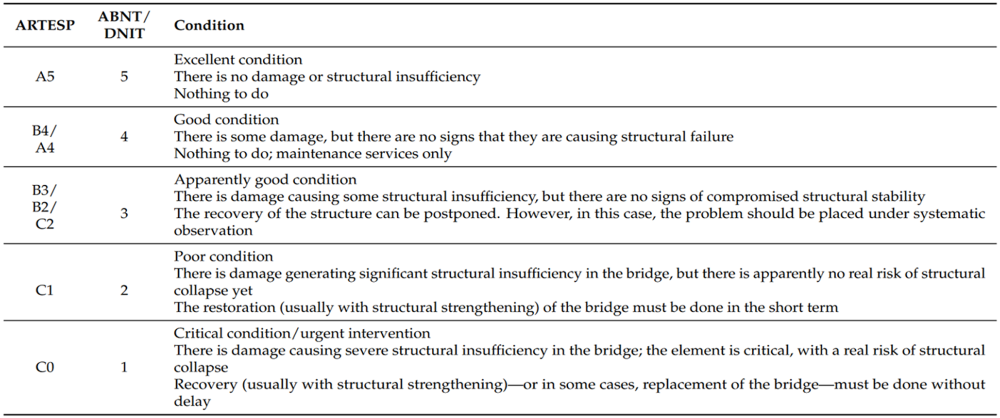 ARTESP ABNT/ DNIT Condition
A5 5 Excellent condition
There is no damage or structural insufficiency
Nothing to do
B4/ A4 4 Good condition
There is some damage, but there are no signs that they are causing structural failure
Nothing to do; maintenance services only
B3/ B2/ C2 3 Apparently good condition
There is damage causing some structural insufficiency, but there are no signs of compromised structural stability
The recovery of the structure can be postponed. However, in this case, the problem should be placed under systematic
observation
C1 2 Poor condition
There is damage generating significant structural insufficiency in the bridge, but there is apparently no real risk of structural
collapse yet
The restoration (usually with structural strengthening) of the bridge must be done in the short term
C0 1 Critical condition/urgent intervention
There is damage causing severe structural insufficiency in the bridge; the element is critical, with a real risk of structural
collapse
Recovery (usually with structural strengthening)—or in some cases, replacement of the bridge—must be done without
delay